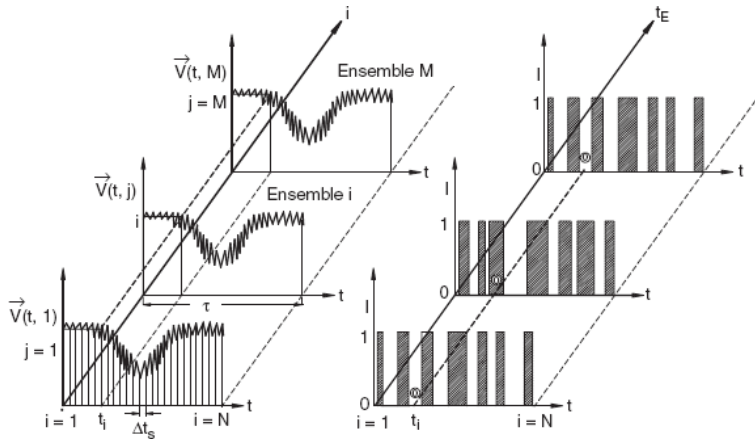 i
t_E
V(t, M)
Ensemble M
j = M
I
1
0
t
t
V(t, j)
Ensemble i
i
I
1
0
τ
t
t
V(t, 1)
j = 1
I
1
0
t
t
i = 1
t_i
Δt_s
i = N
i = 1
t_i
i = N